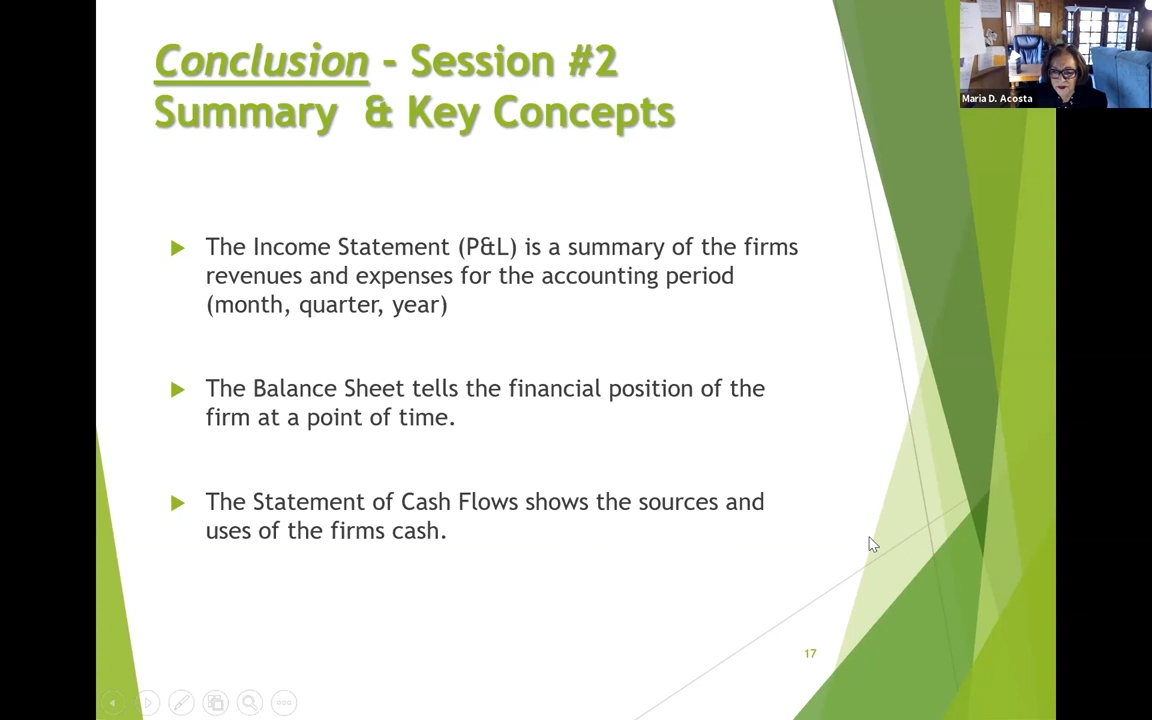 Conclusion - Session #2
Summary & Key Concepts
Maria D. Acosta
The Income Statement (P&L) is a summary of the firms
revenues and expenses for the accounting period
(month, quarter, year)
The Balance Sheet tells the financial position of the
firm at a point of time.
The Statement of Cash Flows shows the sources and
uses of the firms cash.
17